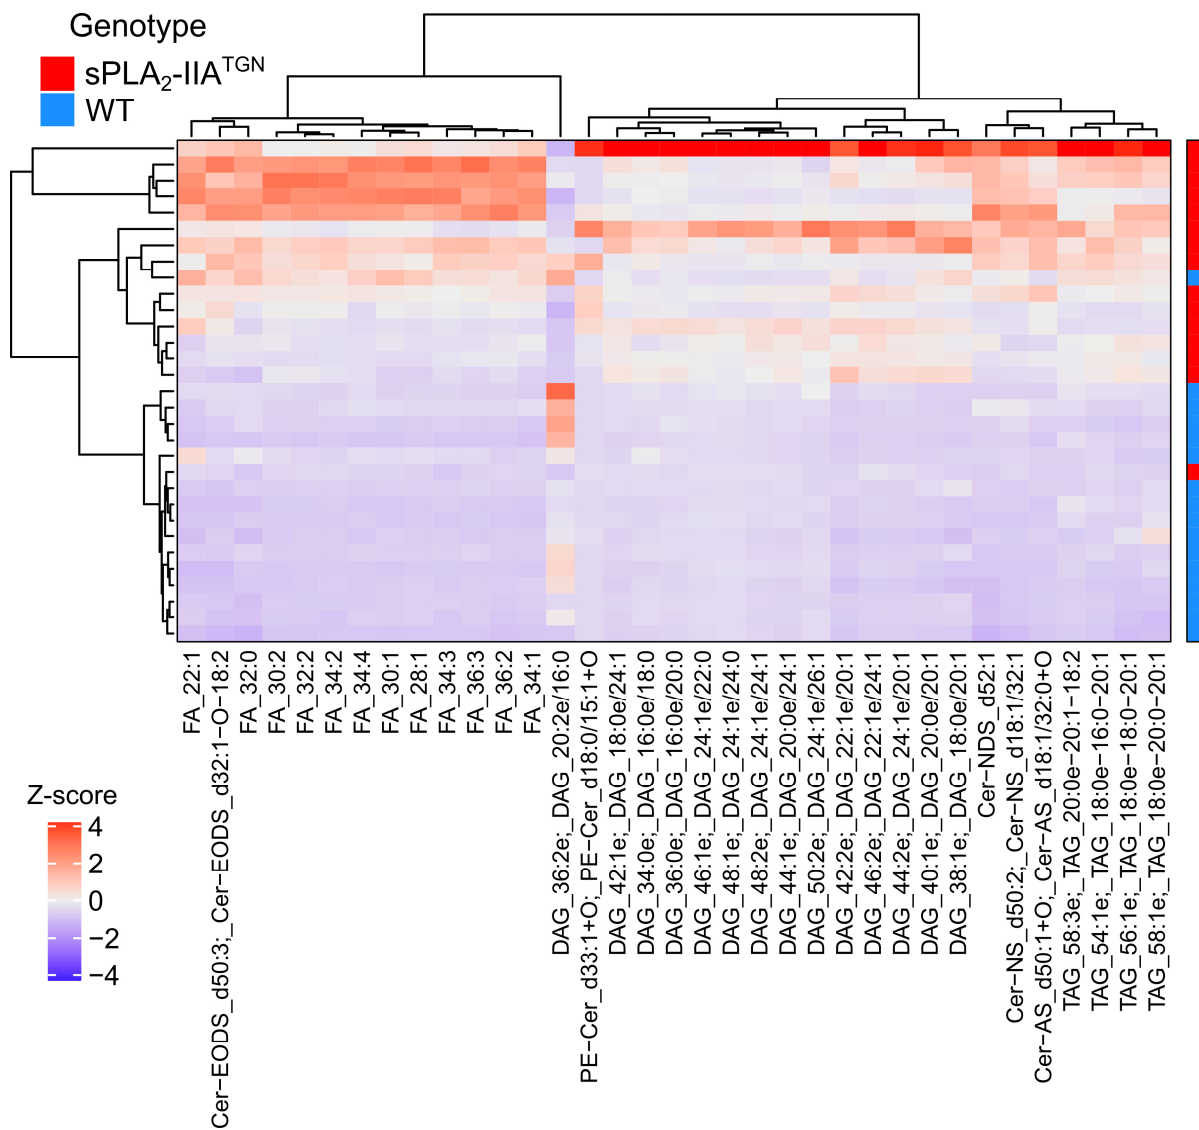 Genotype
sPLA₂-IIAᵀᴳᴺ
WT
FA_22:1
Cer−EODS_d50:3;_Cer−EODS_d32:1−O−18:2
FA_32:0
FA_30:2
FA_32:2
FA_34:2
FA_34:4
FA_30:1
FA_28:1
FA_34:3
FA_36:3
FA_36:2
FA_34:1
DAG_36:2e;_DAG_20:2e/16:0
PE−Cer_d33:1+O;_PE−Cer_d18:0/15:1+O
DAG_42:1e;_DAG_18:0e/24:1
DAG_34:0e;_DAG_16:0e/18:0
DAG_36:0e;_DAG_16:0e/20:0
DAG_46:1e;_DAG_24:1e/22:0
DAG_48:1e;_DAG_24:1e/24:0
DAG_48:2e;_DAG_24:1e/24:1
DAG_44:1e;_DAG_20:0e/24:1
DAG_50:2e;_DAG_24:1e/26:1
DAG_42:2e;_DAG_22:1e/20:1
DAG_46:2e;_DAG_22:1e/24:1
DAG_44:2e;_DAG_24:1e/20:1
DAG_40:1e;_DAG_20:0e/20:1
DAG_38:1e;_DAG_18:0e/20:1
Cer−NDS_d52:1
Cer−NS_d50:2;_Cer−NS_d18:1/32:1
Cer−AS_d50:1+O;_Cer−AS_d18:1/32:0+O
TAG_58:3e;_TAG_20:0e−20:1−18:2
TAG_54:1e;_TAG_18:0e−16:0−20:1
TAG_56:1e;_TAG_18:0e−18:0−20:1
TAG_58:1e;_TAG_18:0e−20:0−20:1
Z−score
4
2
0
−2
−4